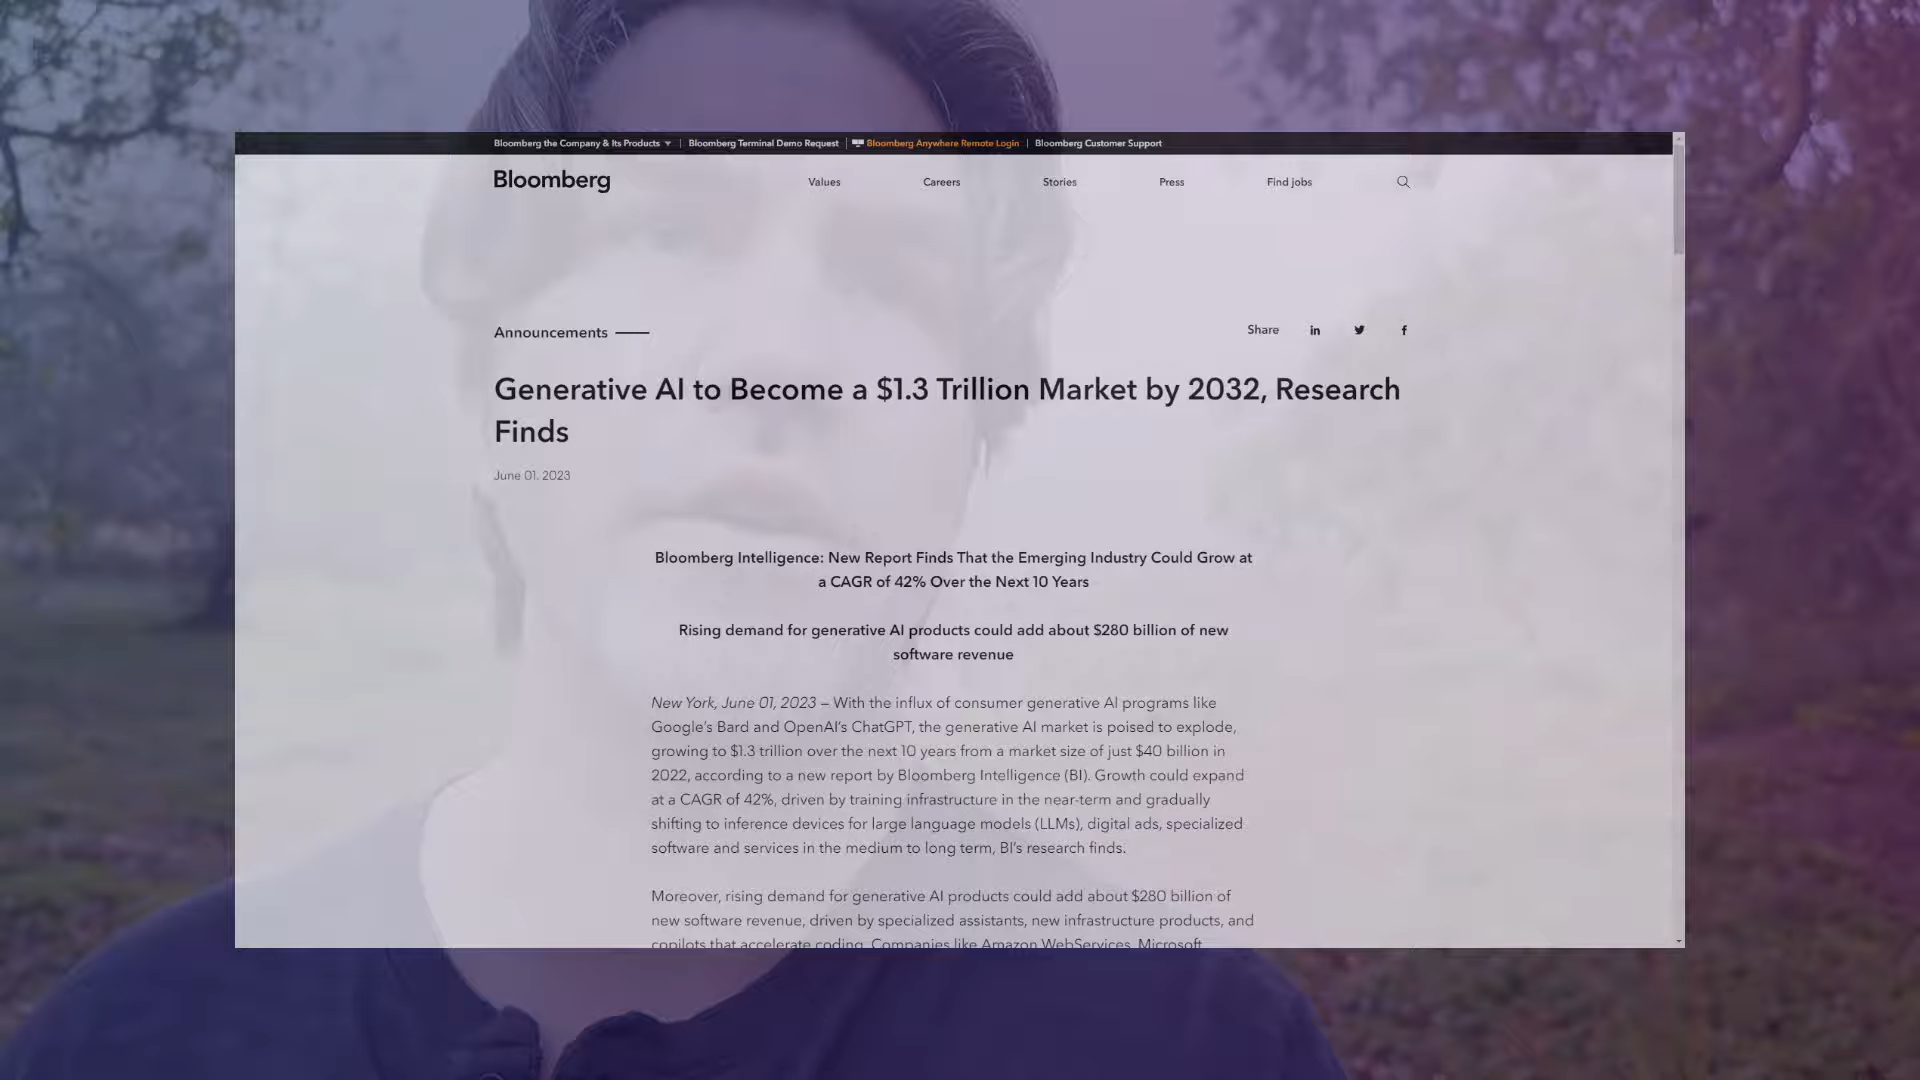 Bloomberg the Company & Its Products | Bloomberg Terminal Demo Request | Bloomberg Anywhere Remote Login | Bloomberg Customer Support
Bloomberg Values Careers Stories Press Find jobs
Announcements Share in f
Generative AI to Become a $1.3 Trillion Market by 2032, Research
Finds
June 01, 2023
Bloomberg Intelligence: New Report Finds That the Emerging Industry Could Grow at
a CAGR of 42% Over the Next 10 Years
Rising demand for generative AI products could add about $280 billion of new
software revenue
New York, June 01, 2023 – With the influx of consumer generative AI programs like
Google's Bard and OpenAI's ChatGPT, the generative AI market is poised to explode,
growing to $1.3 trillion over the next 10 years from a market size of just $40 billion in
2022, according to a new report by Bloomberg Intelligence (BI). Growth could expand
at a CAGR of 42%, driven by training infrastructure in the near-term and gradually
shifting to inference devices for large language models (LLMs), digital ads, specialized
software and services in the medium to long term, BI's research finds.
Moreover, rising demand for generative AI products could add about $280 billion of
new software revenue, driven by specialized assistants, new infrastructure products, and
copilots that accelerate coding. Companies like Amazon WebServices, Microsoft,